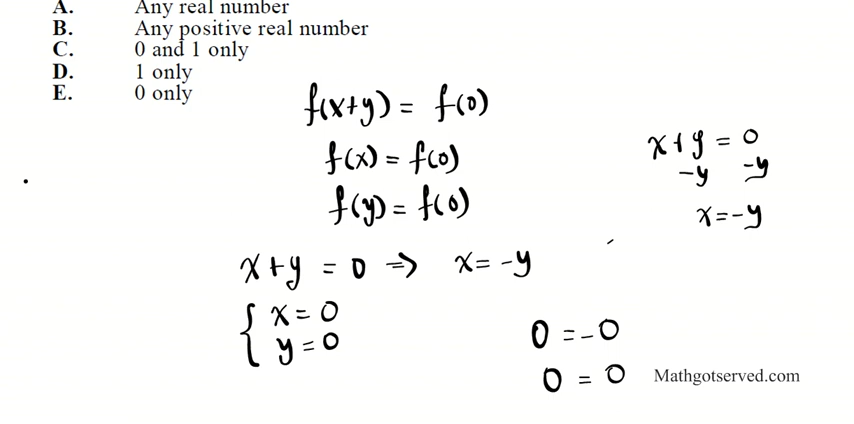 A. Any real number
B. Any positive real number
C. 0 and 1 only
D. 1 only
E. 0 only
f(x+y) = f(0)
f(x) = f(0)
f(y) = f(0)
x+y = 0
-y -y
x=-y
x+y = 0 => x= -y
{ x= 0
y=0
0 = -0
0 = 0
Mathgotserved.com